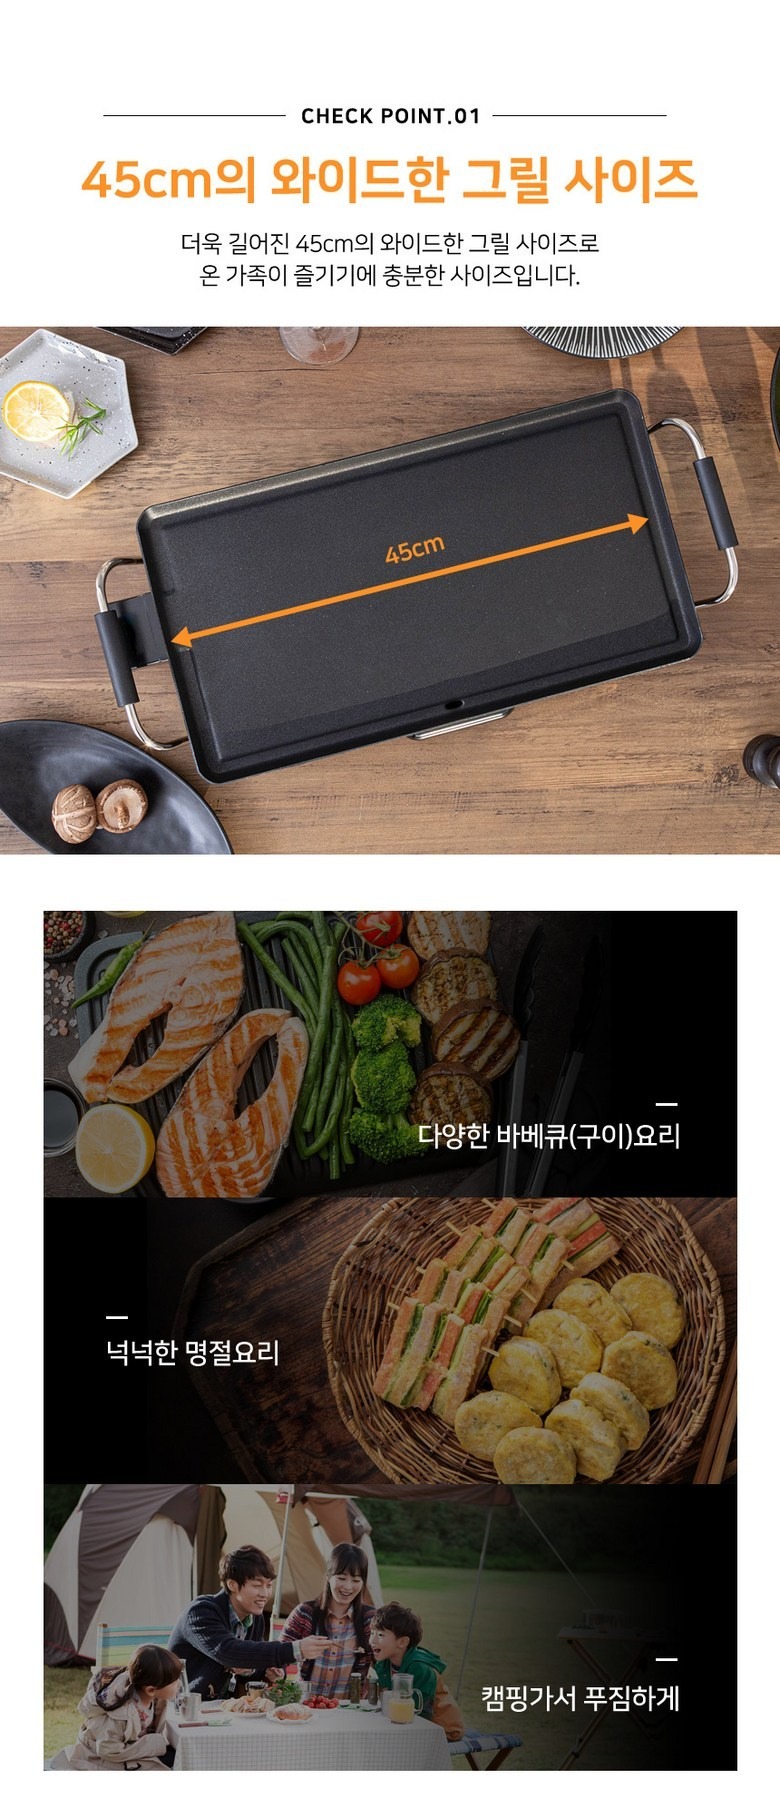 CHECK POINT.01
45cm의 와이드한 그릴 사이즈
더욱 길어진 45cm의 와이드한 그릴 사이즈로
온 가족이 즐기기에 충분한 사이즈입니다.
45cm
다양한 바베큐(구이)요리
넉넉한 명절요리
캠핑가서 푸짐하게